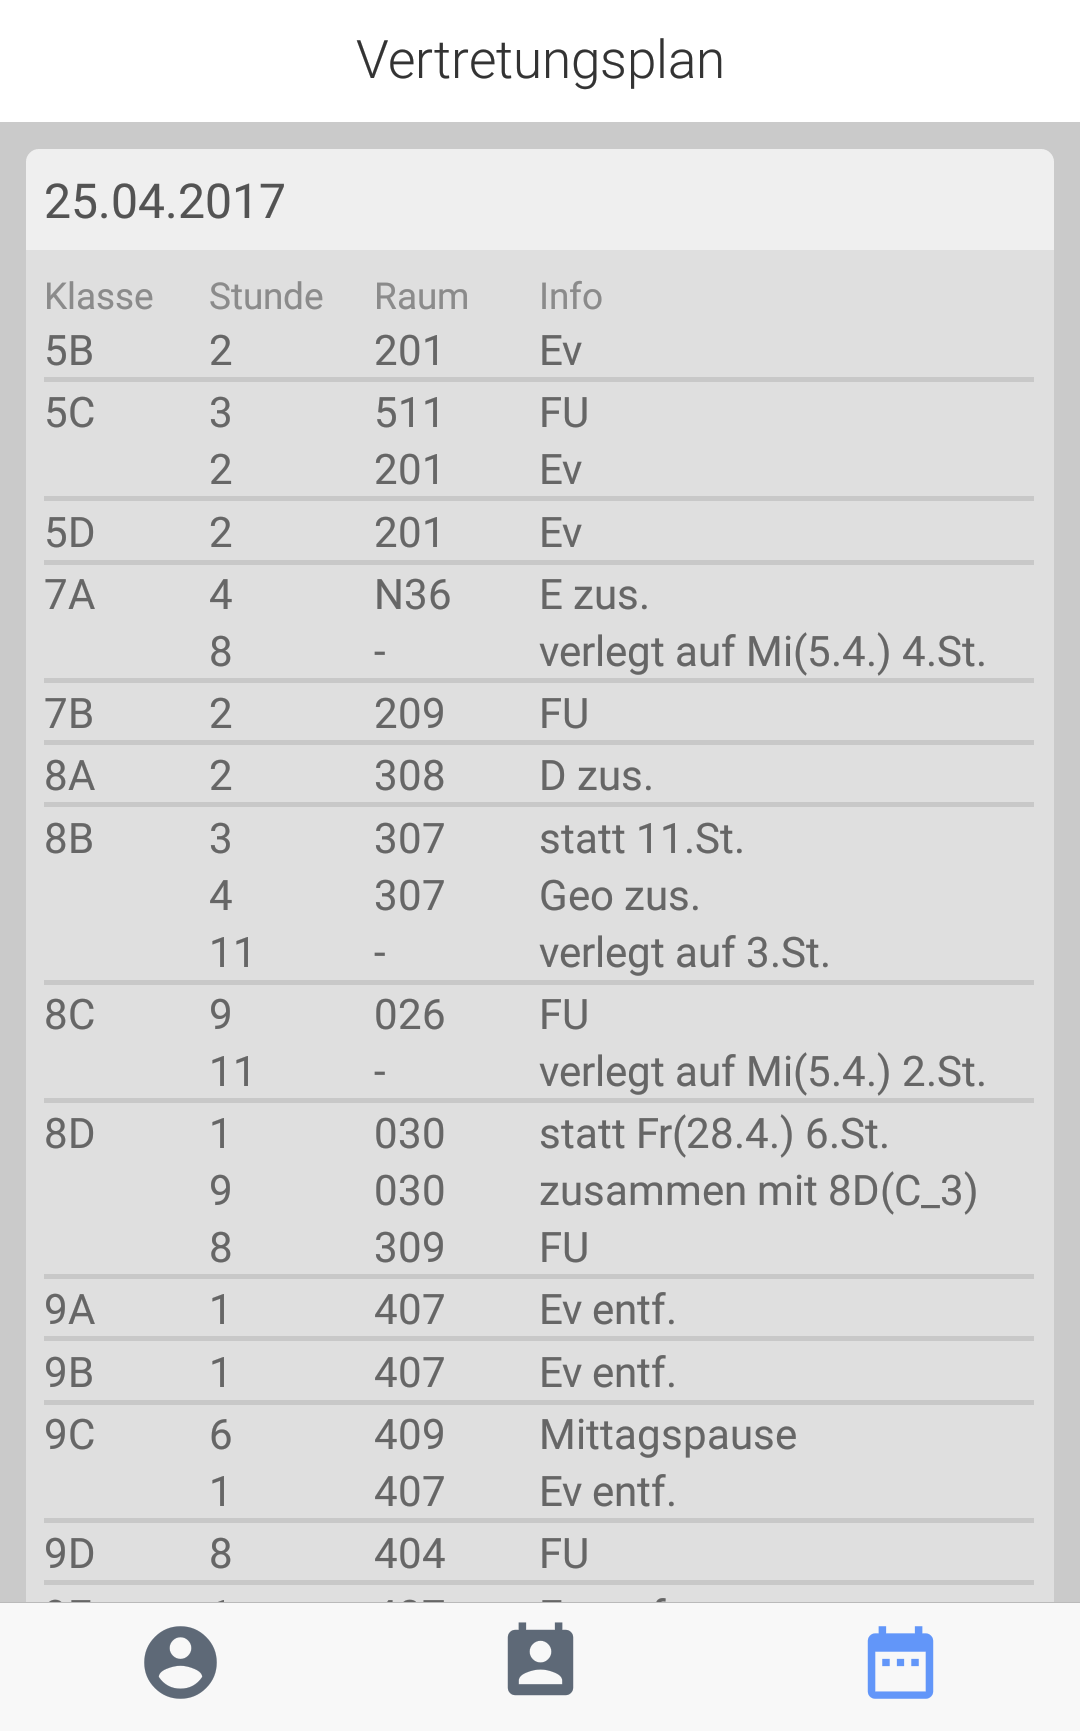 Vertretungsplan
25.04.2017
Klasse Stunde Raum Info
5B 2 201 Ev
5C 3 511 FU
2 201 Ev
5D 2 201 Ev
7A 4 N36 E zus.
8 - verlegt auf Mi(5.4.) 4.St.
7B 2 209 FU
8A 2 308 D zus.
8B 3 307 statt 11.St.
4 307 Geo zus.
11 - verlegt auf 3.St.
8C 9 026 FU
11 - verlegt auf Mi(5.4.) 2.St.
8D 1 030 statt Fr(28.4.) 6.St.
9 030 zusammen mit 8D(C_3)
8 309 FU
9A 1 407 Ev entf.
9B 1 407 Ev entf.
9C 6 409 Mittagspause
1 407 Ev entf.
9D 8 404 FU